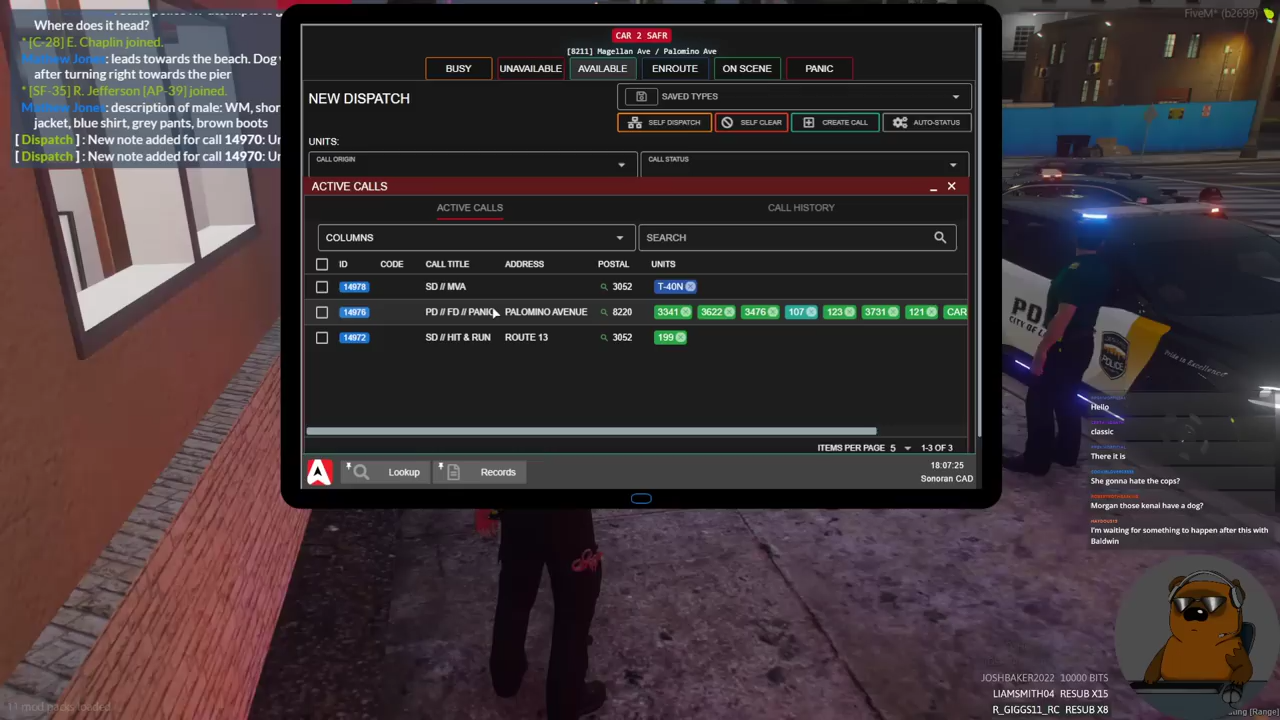 Where does it head?
* [C-28] E. Chaplin joined.
leads towards the beach. Dog
after turning right towards the pier
* [SF-35] R. Jefferson [AP-39] joined.
description of male: WM, shor
jacket, blue shirt, grey pants, brown boots
[ Dispatch ] : New note added for call 14970: Ur
[ Dispatch ] : New note added for call 14970: Ur
FiveM* (b2699)
CAR 2 SAFR
[8211] Magellan Ave / Palomino Ave
BUSY UNAVAILABLE AVAILABLE ENROUTE ON SCENE PANIC
NEW DISPATCH
SAVED TYPES
SELF DISPATCH SELF CLEAR CREATE CALL AUTO-STATUS
UNITS:
CALL ORIGIN CALL STATUS
ACTIVE CALLS
ACTIVE CALLS CALL HISTORY
COLUMNS SEARCH
ID CODE CALL TITLE ADDRESS POSTAL UNITS
14978 SD // MVA 3052 T-40N
14976 PD // FD // PANIC PALOMINO AVENUE 8220 3341 3622 3476 107 123 3731 121 CAR
14972 SD // HIT & RUN ROUTE 13 3052 199
ITEMS PER PAGE 5 1-3 OF 3
Lookup Records
18:07:25
Sonoran CAD
POLICE
Hello
classic
There it is
She gonna hate the cops?
Morgan those kenai have a dog?
I'm waiting for something to happen after this with
Baldwin
JOSHBAKER2022 10000 BITS
LIAMSMITH04 RESUB X15
R_GIGGS11_RC RESUB X8
[Range]
11 mod packs loaded